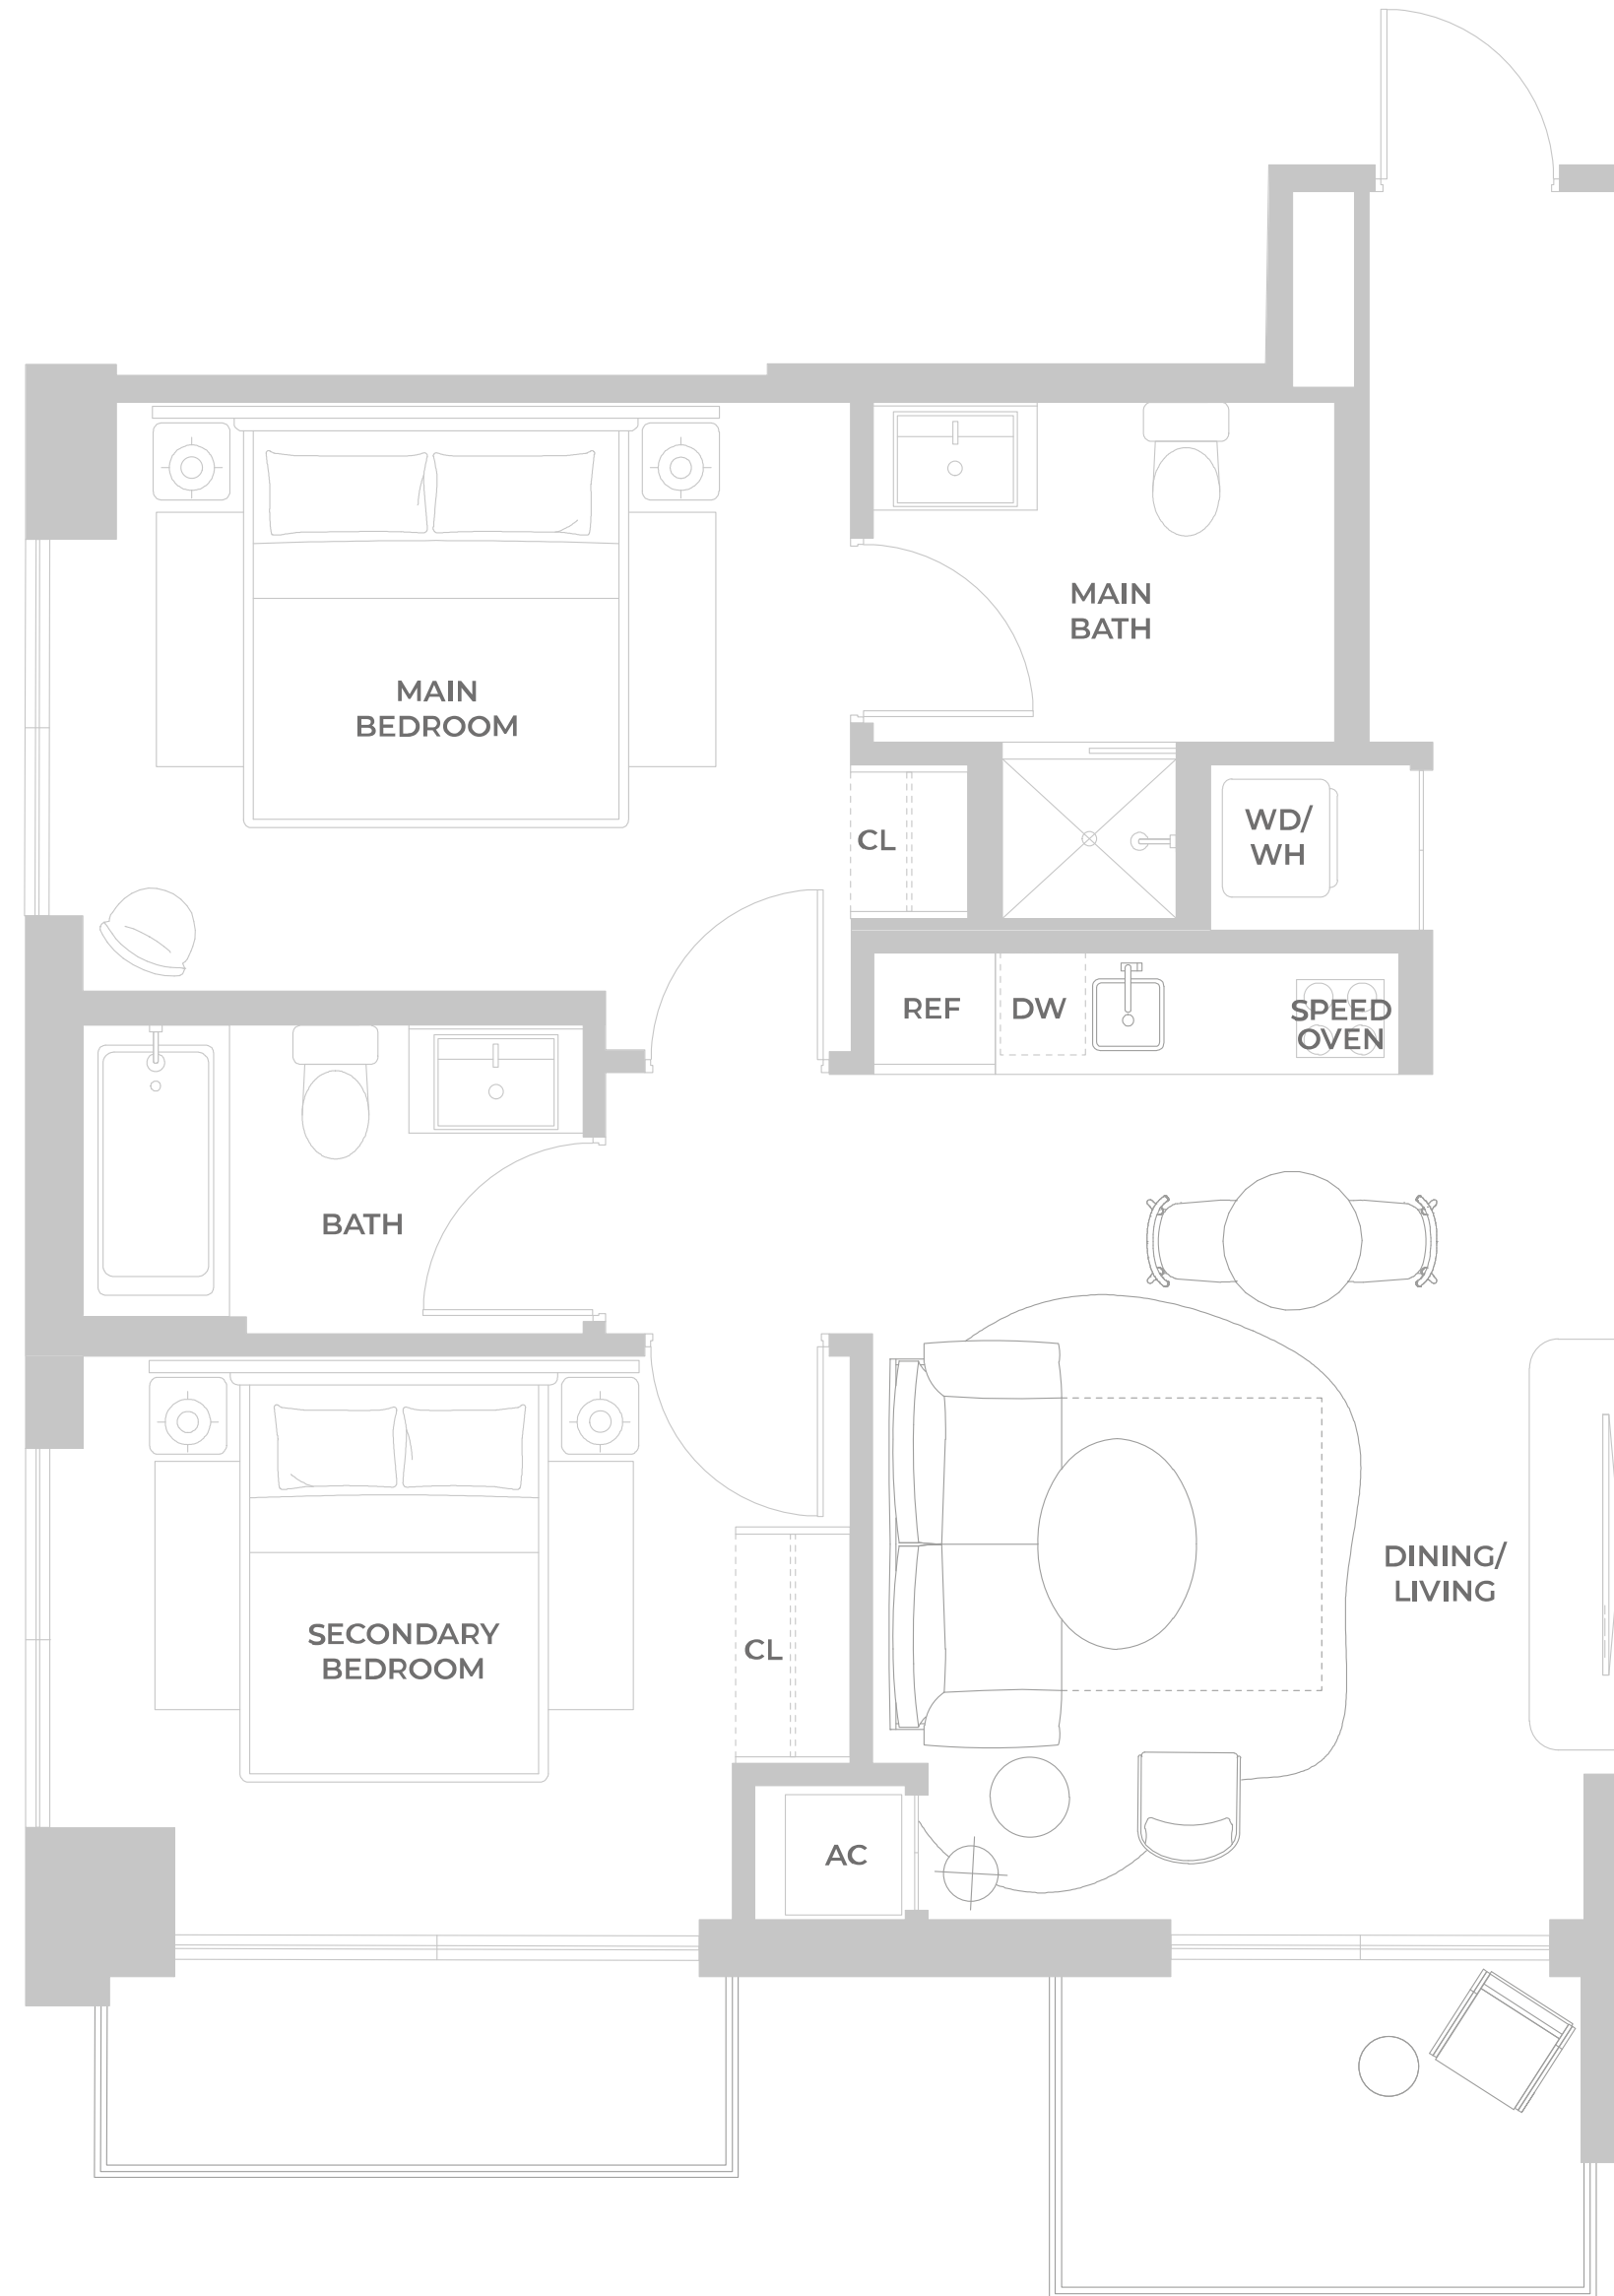 MAIN
BATH
MAIN
BEDROOM
CL
WD/
WH
REF
DW
SPEED
OVEN
BATH
DINING/
LIVING
SECONDARY
BEDROOM
CL
AC